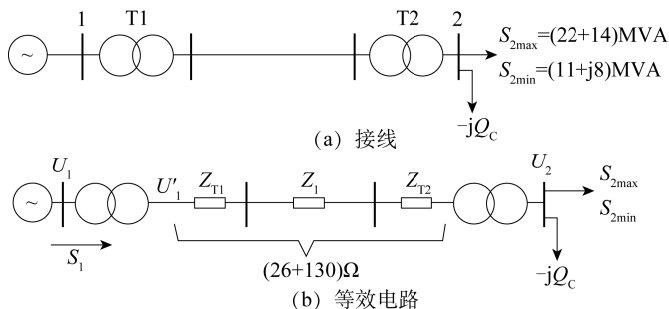 1 T1 T2 2
~
S2max=(22+14)MVA
S2min=(11+j8)MVA
−jQC
(a) 接线
U1 U′1 ZT1 Z1 ZT2 U2
~
S2max
S2min
S1
(26+130)Ω
−jQC
(b) 等效电路